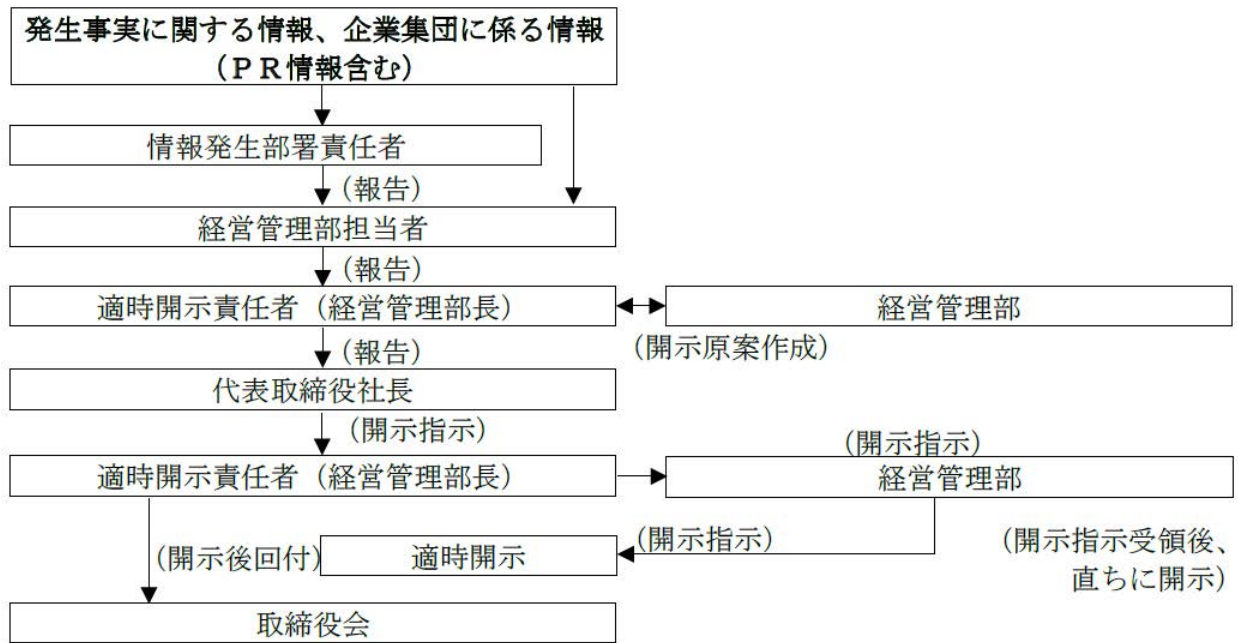 発生事実に関する情報、企業集団に係る情報
（ＰＲ情報含む）
情報発生部署責任者
（報告）
経営管理部担当者
（報告）
適時開示責任者（経営管理部長）
経営管理部
（開示原案作成）
（報告）
代表取締役社長
（開示指示）
（開示指示）
適時開示責任者（経営管理部長）
経営管理部
（開示後回付）
適時開示
（開示指示）
（開示指示受領後、
直ちに開示）
取締役会